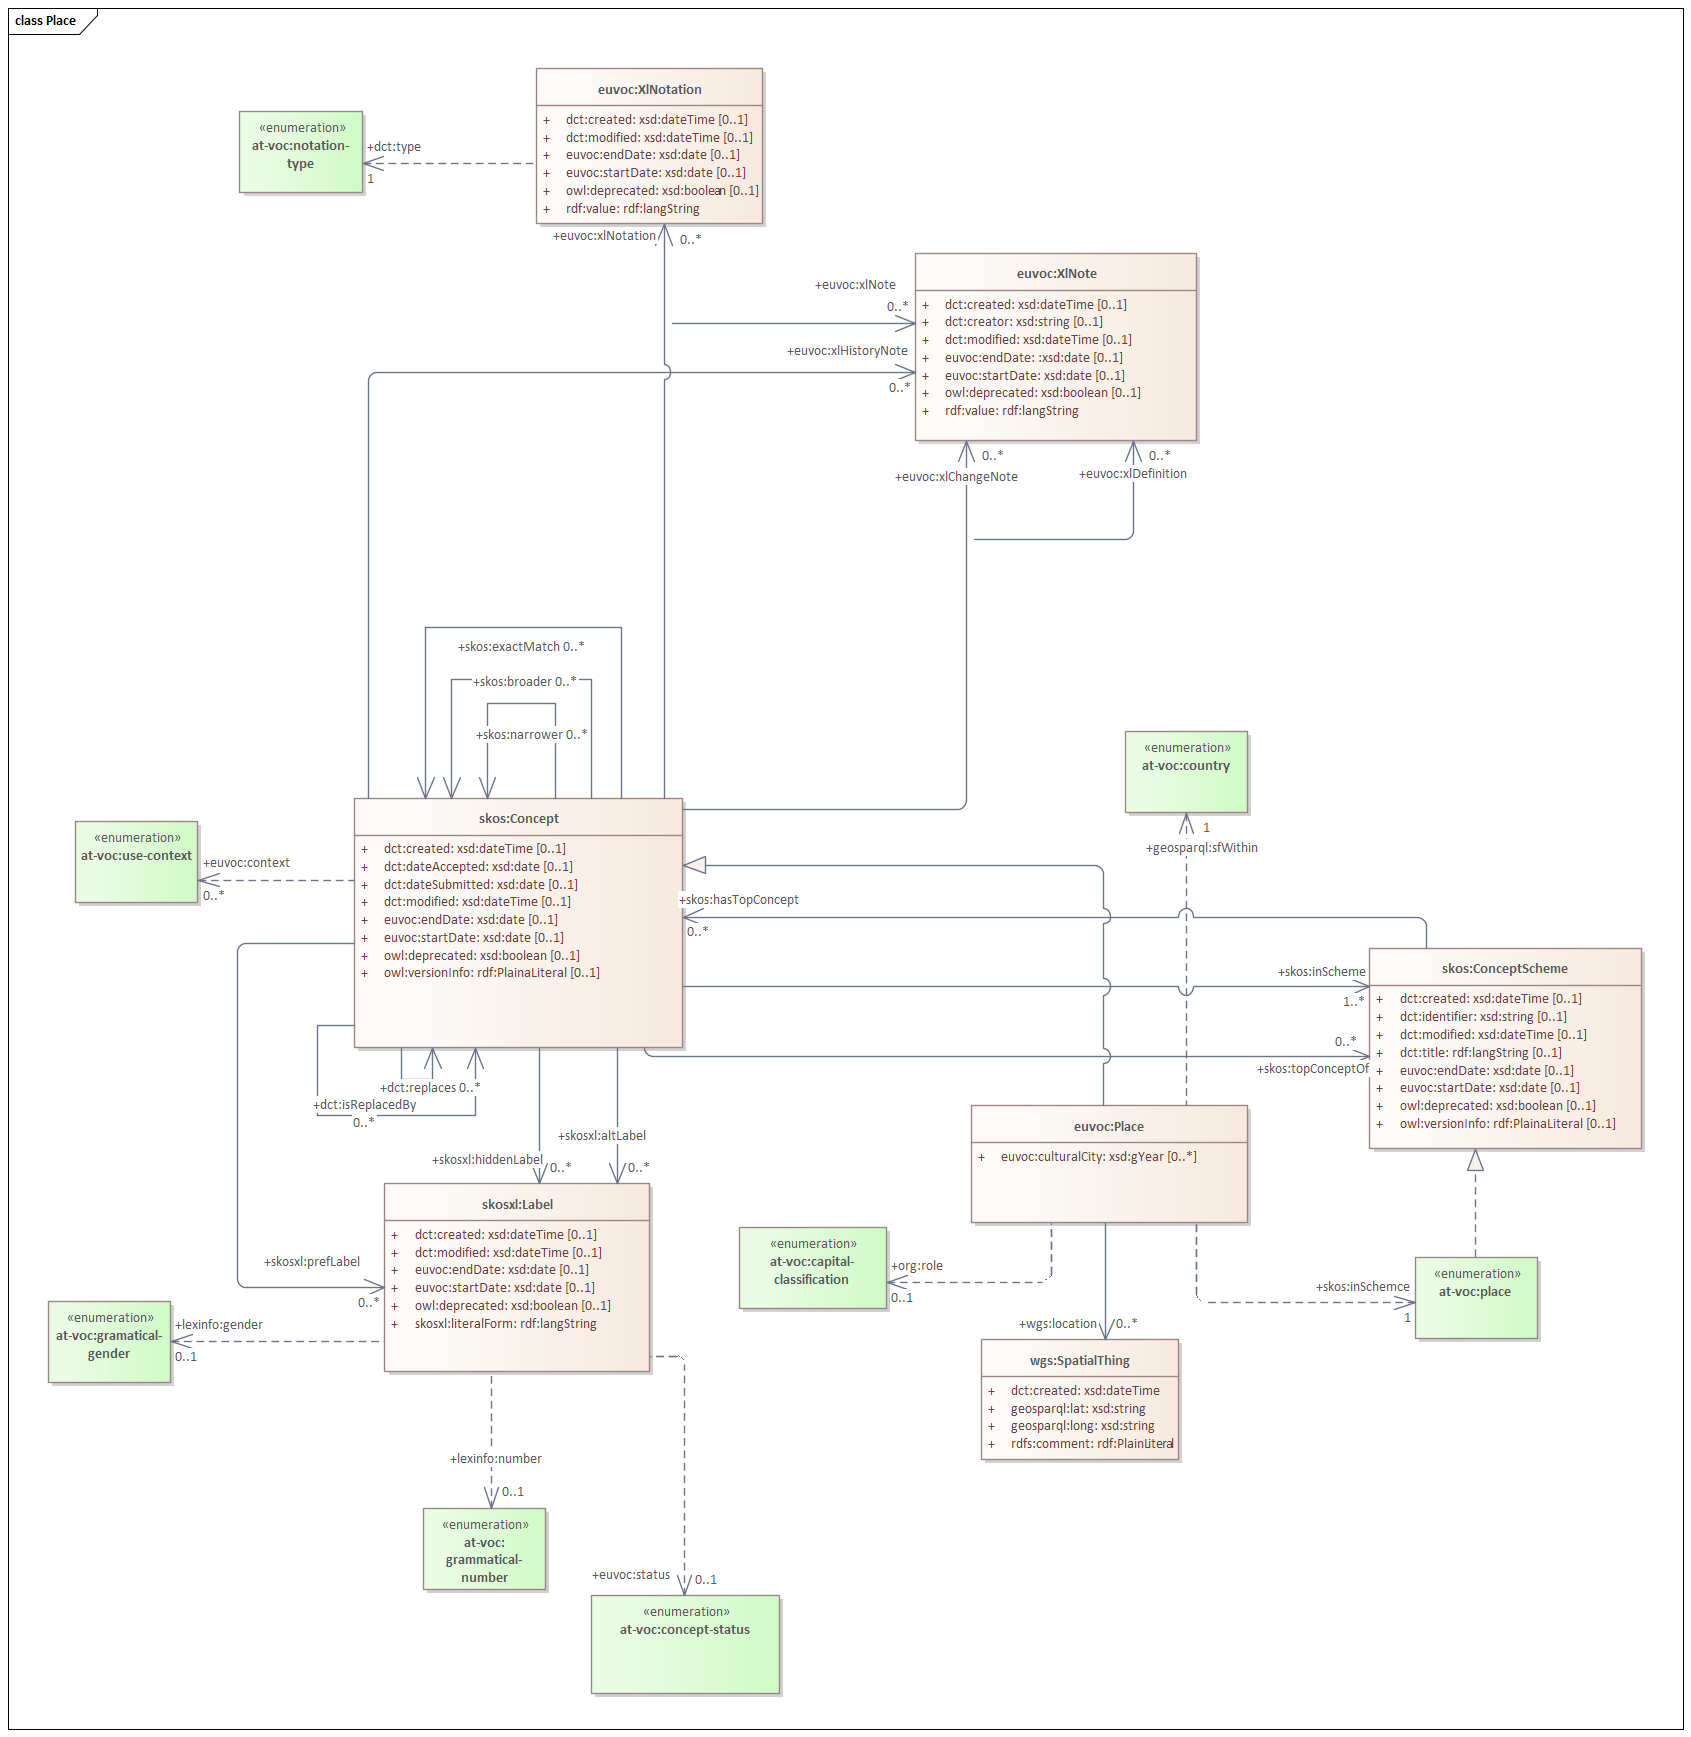 class Place
euvoc:XlNotation
+ dct:created: xsd:dateTime [0..1]
+ dct:modified: xsd:dateTime [0..1]
+ euvoc:endDate: xsd:date [0..1]
+ euvoc:startDate: xsd:date [0..1]
+ owl:deprecated: xsd:boolean [0..1]
+ rdf:value: rdf:langString
«enumeration»
at-voc:notation-
type
+dct:type
1
+euvoc:xlNotation
0..*
euvoc:XlNote
+ dct:created: xsd:dateTime [0..1]
+ dct:creator: xsd:string [0..1]
+ dct:modified: xsd:dateTime [0..1]
+ euvoc:endDate: :xsd:date [0..1]
+ euvoc:startDate: xsd:date [0..1]
+ owl:deprecated: xsd:boolean [0..1]
+ rdf:value: rdf:langString
+euvoc:xlNote
0..*
+euvoc:xlHistoryNote
0..*
0..*
+euvoc:xlChangeNote
0..*
+euvoc:xlDefinition
+skos:exactMatch 0..*
+skos:broader 0..*
+skos:narrower 0..*
«enumeration»
at-voc:country
1
+geosparql:sfWithin
skos:Concept
+ dct:created: xsd:dateTime [0..1]
+ dct:dateAccepted: xsd:date [0..1]
+ dct:dateSubmitted: xsd:date [0..1]
+ dct:modified: xsd:dateTime [0..1]
+ euvoc:endDate: xsd:date [0..1]
+ euvoc:startDate: xsd:date [0..1]
+ owl:deprecated: xsd:boolean [0..1]
+ owl:versionInfo: rdf:PlainaLiteral [0..1]
«enumeration»
at-voc:use-context
+euvoc:context
0..*
+skos:hasTopConcept
0..*
skos:ConceptScheme
+ dct:created: xsd:dateTime [0..1]
+ dct:identifier: xsd:string [0..1]
+ dct:modified: xsd:dateTime [0..1]
+ dct:title: rdf:langString [0..1]
+ euvoc:endDate: xsd:date [0..1]
+ euvoc:startDate: xsd:date [0..1]
+ owl:deprecated: xsd:boolean [0..1]
+ owl:versionInfo: rdf:PlainaLiteral [0..1]
+skos:inScheme
1..*
0..*
+skos:topConceptOf
+dct:replaces 0..*
+dct:isReplacedBy
0..*
+skosxl:altLabel
0..*
+skosxl:hiddenLabel
0..*
euvoc:Place
+ euvoc:culturalCity: xsd:gYear [0..*]
skosxl:Label
+ dct:created: xsd:dateTime [0..1]
+ dct:modified: xsd:dateTime [0..1]
+ euvoc:endDate: xsd:date [0..1]
+ euvoc:startDate: xsd:date [0..1]
+ owl:deprecated: xsd:boolean [0..1]
+ skosxl:literalForm: rdf:langString
+skosxl:prefLabel
0..*
«enumeration»
at-voc:gramatical-
gender
+lexinfo:gender
0..1
«enumeration»
at-voc:capital-
classification
+org:role
0..1
+skos:inSchemce
1
«enumeration»
at-voc:place
+wgs:location
0..*
wgs:SpatialThing
+ dct:created: xsd:dateTime
+ geosparql:lat: xsd:string
+ geosparql:long: xsd:string
+ rdfs:comment: rdf:PlainLiteral
+lexinfo:number
0..1
«enumeration»
at-voc:
grammatical-
number
+euvoc:status
0..1
«enumeration»
at-voc:concept-status